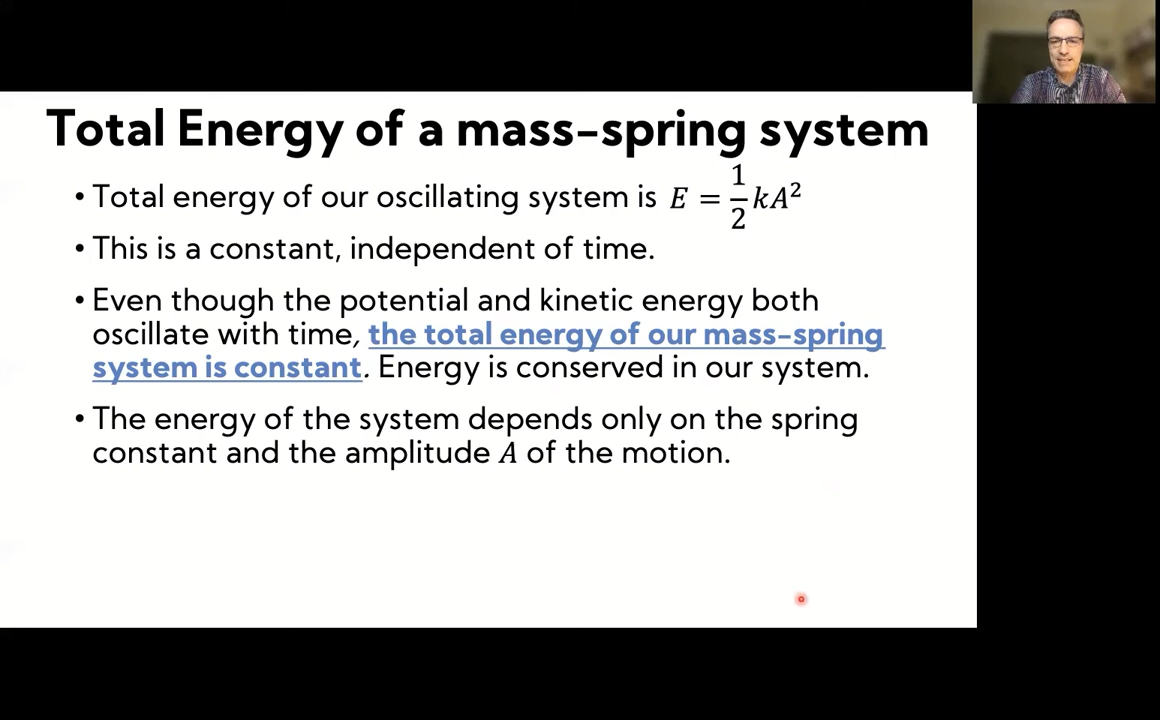 Total Energy of a mass-spring system
• Total energy of our oscillating system is E = 1/2 kA²
• This is a constant, independent of time.
• Even though the potential and kinetic energy both
oscillate with time, the total energy of our mass-spring
system is constant. Energy is conserved in our system.
• The energy of the system depends only on the spring
constant and the amplitude A of the motion.